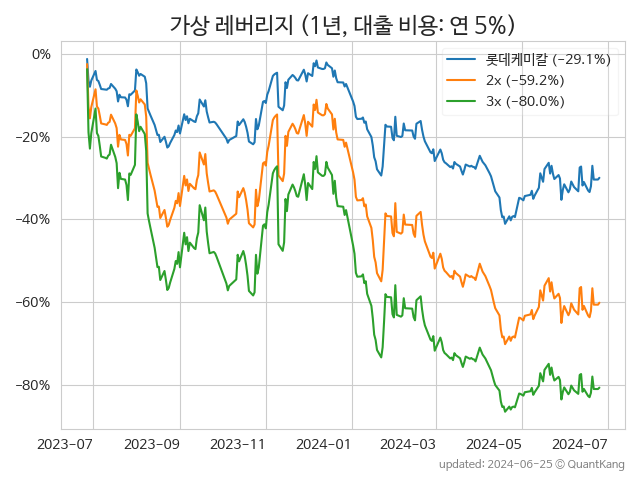 가상 레버리지 (1년, 대출 비용: 연 5%)
롯데케미칼 (−29.1%)
2x (−59.2%)
3x (−80.0%)
0%
−20%
−40%
−60%
−80%
2023-07 2023-09 2023-11 2024-01 2024-03 2024-05 2024-07
updated: 2024-06-25 © QuantKang